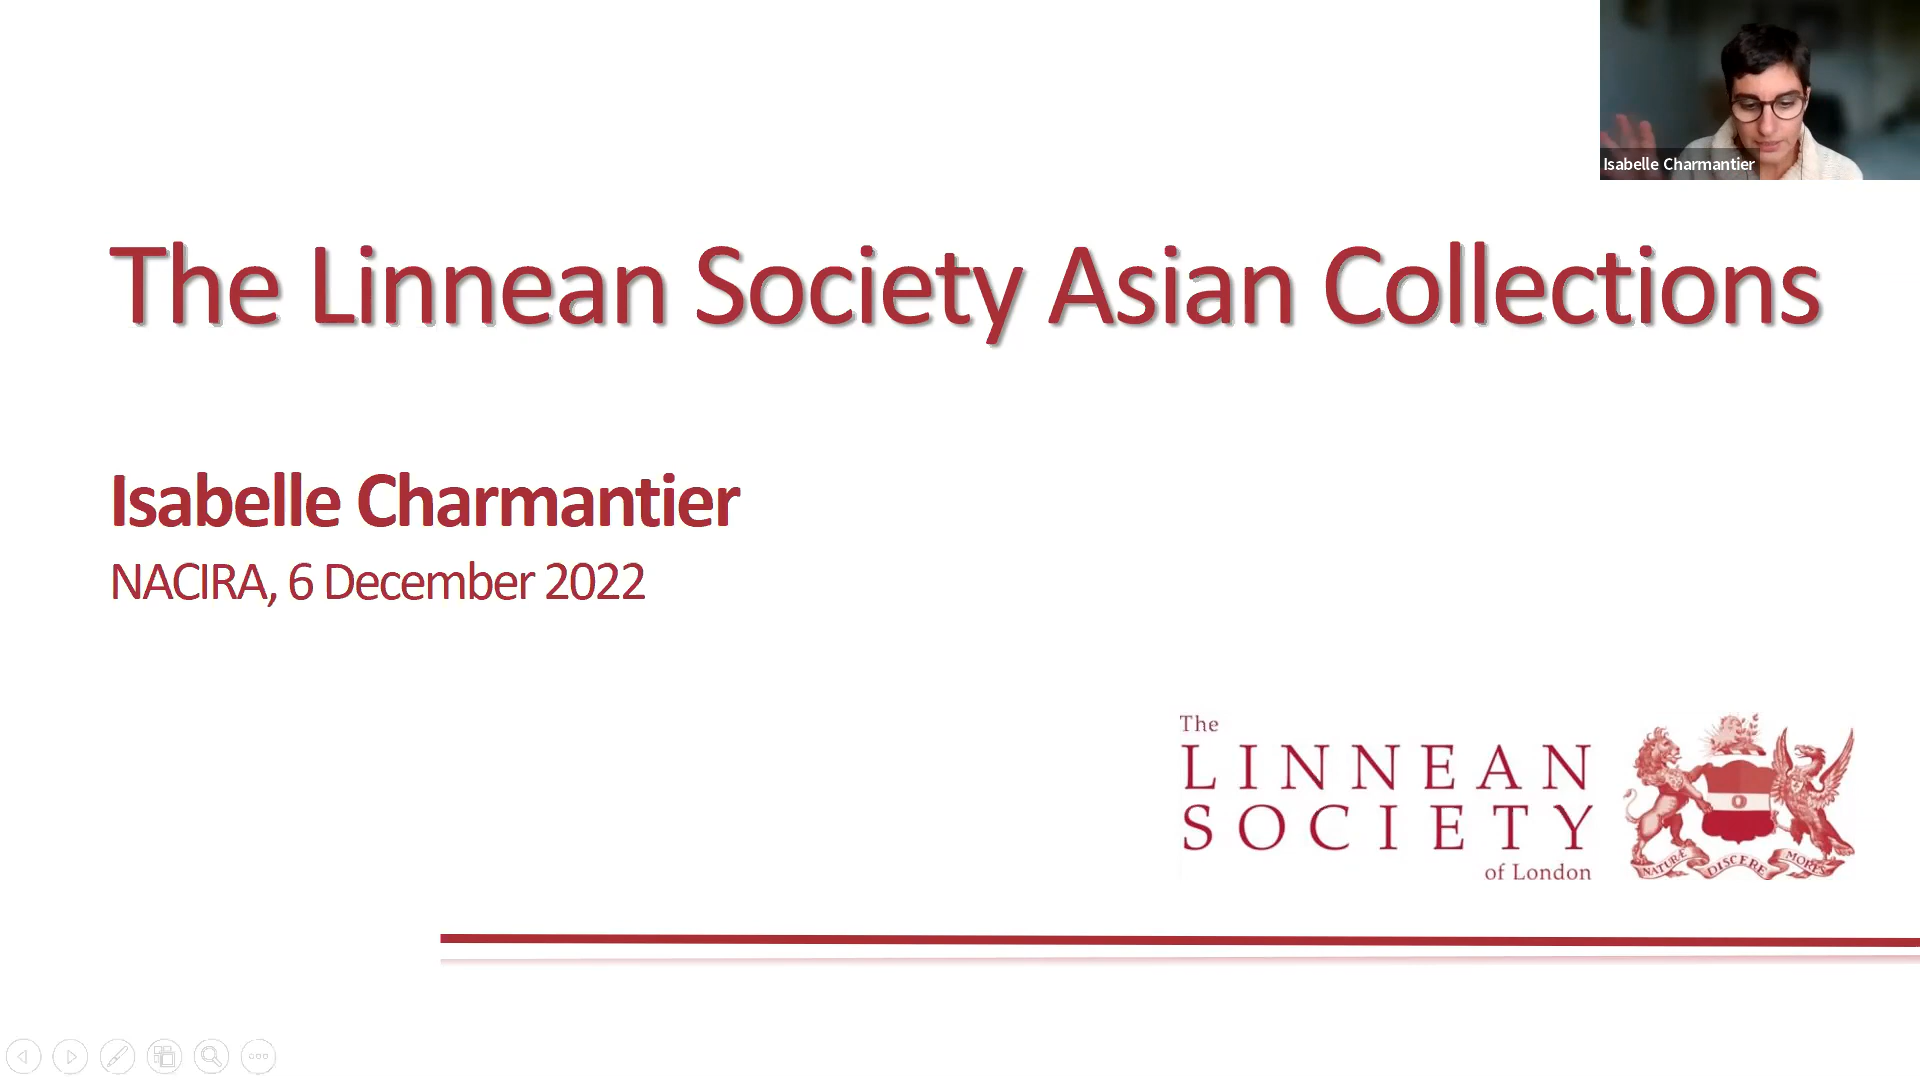 Isabelle Charmantier
The Linnean Society Asian Collections
Isabelle Charmantier
NACIRA, 6 December 2022
The
LINNEAN
SOCIETY
of London
NATURÆ DISCERE MORES